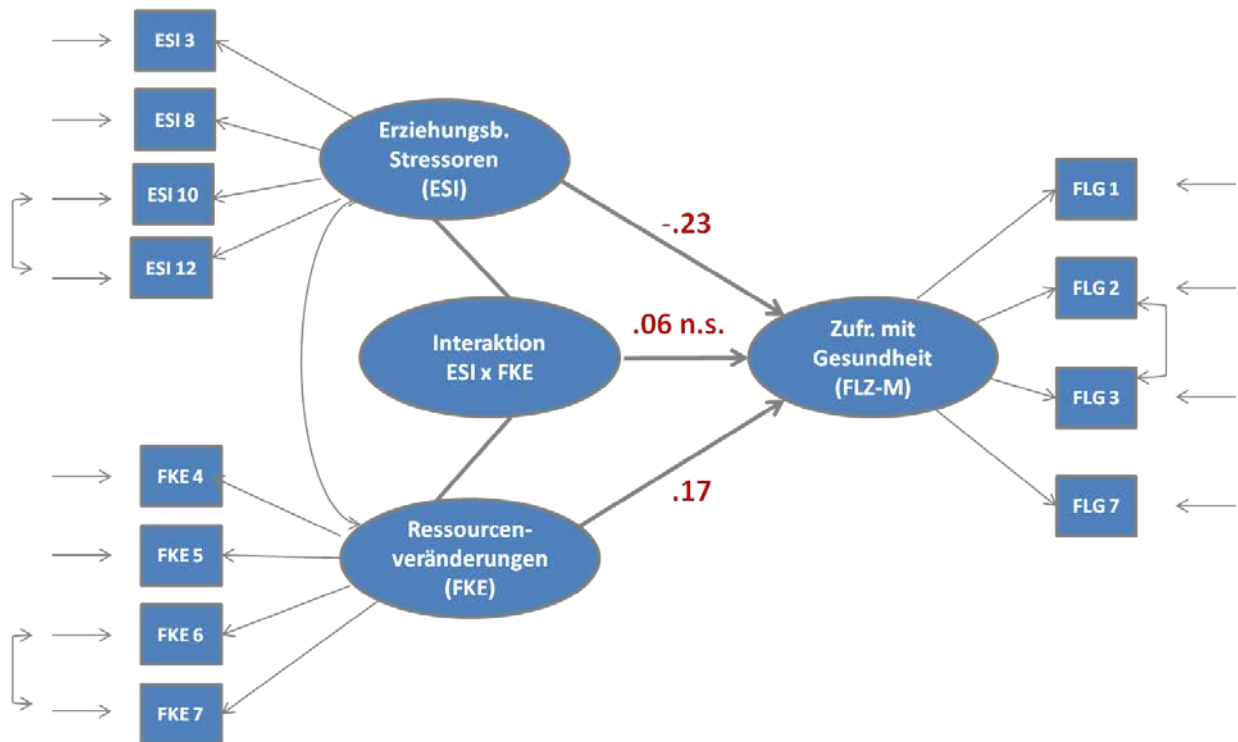 ESI 3
ESI 8
ESI 10
ESI 12
Erziehungsb.
Stressoren
(ESI)
-.23
Interaktion
ESI x FKE
.06 n.s.
Zufr. mit
Gesundheit
(FLZ-M)
FLG 1
FLG 2
FLG 3
FLG 7
.17
Ressourcen-
veränderungen
(FKE)
FKE 4
FKE 5
FKE 6
FKE 7